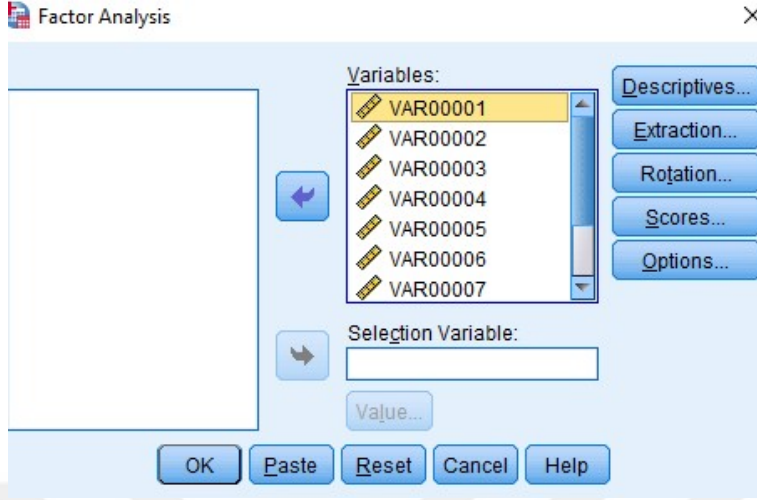 Factor Analysis
Variables:
VAR00001
VAR00002
VAR00003
VAR00004
VAR00005
VAR00006
VAR00007
Selection Variable:
Value...
Descriptives...
Extraction...
Rotation...
Scores...
Options...
OK Paste Reset Cancel Help